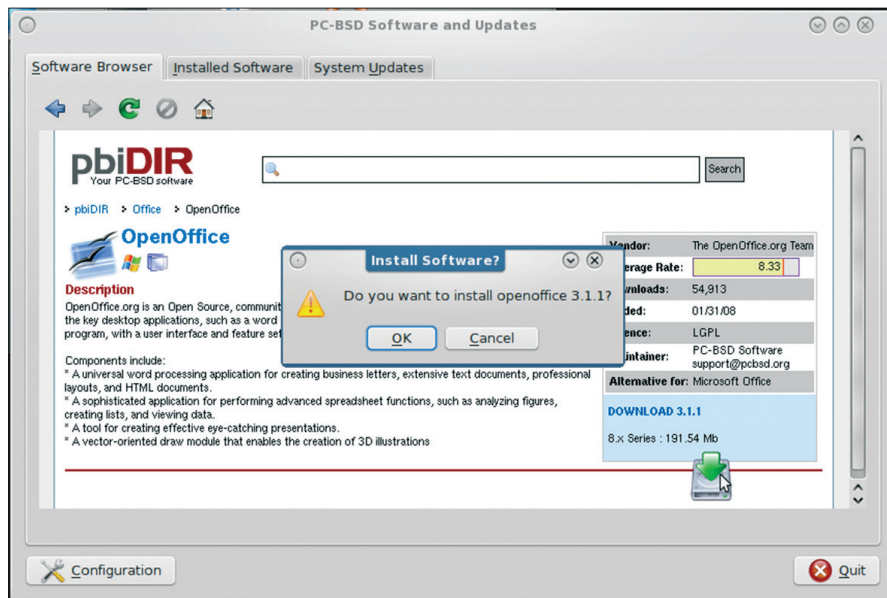 PC-BSD Software and Updates
Software Browser
Installed Software
System Updates
pbiDIR
Your PC-BSD software
Search
> pbiDIR > Office > OpenOffice
OpenOffice
Description
OpenOffice.org is an Open Source, communit
the key desktop applications, such as a word
program, with a user interface and feature set
Components include:
* A universal word processing application for creating business letters, extensive text documents, professional
layouts, and HTML documents.
* A sophisticated application for performing advanced spreadsheet functions, such as analyzing figures,
creating lists, and viewing data.
* A tool for creating effective eye-catching presentations.
* A vector-oriented draw module that enables the creation of 3D illustrations
Install Software?
Do you want to install openoffice 3.1.1?
OK
Cancel
Vendor: The OpenOffice.org Team
erage Rate: 8.33
wnloads: 54,913
ded: 01/31/08
ence: LGPL
intainer: PC-BSD Software
support@pcbsd.org
Alternative for: Microsoft Office
DOWNLOAD 3.1.1
8.x Series : 191.54 Mb
Configuration
Quit